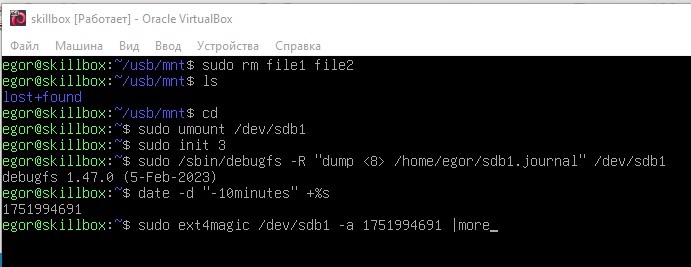 skillbox [Работает] - Oracle VirtualBox
Файл Машина Вид Ввод Устройства Справка
egor@skillbox:~/usb/mnt$ sudo rm file1 file2
egor@skillbox:~/usb/mnt$ ls
lost+found
egor@skillbox:~/usb/mnt$ cd
egor@skillbox:~$ sudo umount /dev/sdb1
egor@skillbox:~$ sudo init 3
egor@skillbox:~$ sudo /sbin/debugfs -R "dump <8> /home/egor/sdb1.journal" /dev/sdb1
debugfs 1.47.0 (5-Feb-2023)
egor@skillbox:~$ date -d "-10minutes" +%s
1751994691
egor@skillbox:~$ sudo ext4magic /dev/sdb1 -a 1751994691 |more_